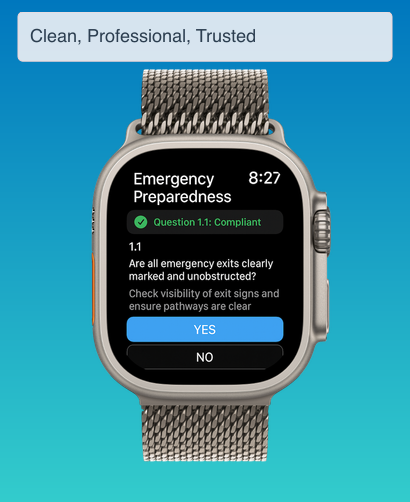 Clean, Professional, Trusted
Emergency 8:27
Preparedness
Question 1.1: Compliant
1.1
Are all emergency exits clearly
marked and unobstructed?
Check visibility of exit signs and
ensure pathways are clear
YES
NO